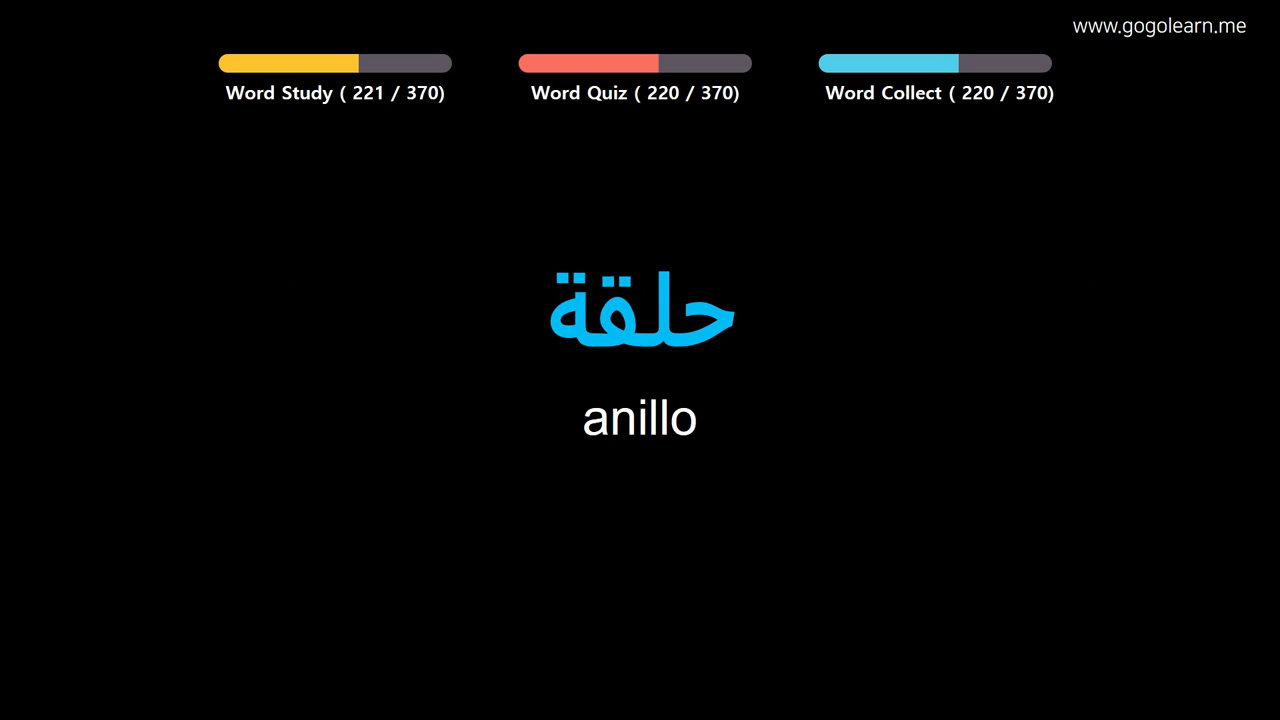 www.gogolearn.me
Word Study ( 221 / 370)
Word Quiz ( 220 / 370)
Word Collect ( 220 / 370)
حلقة
anillo